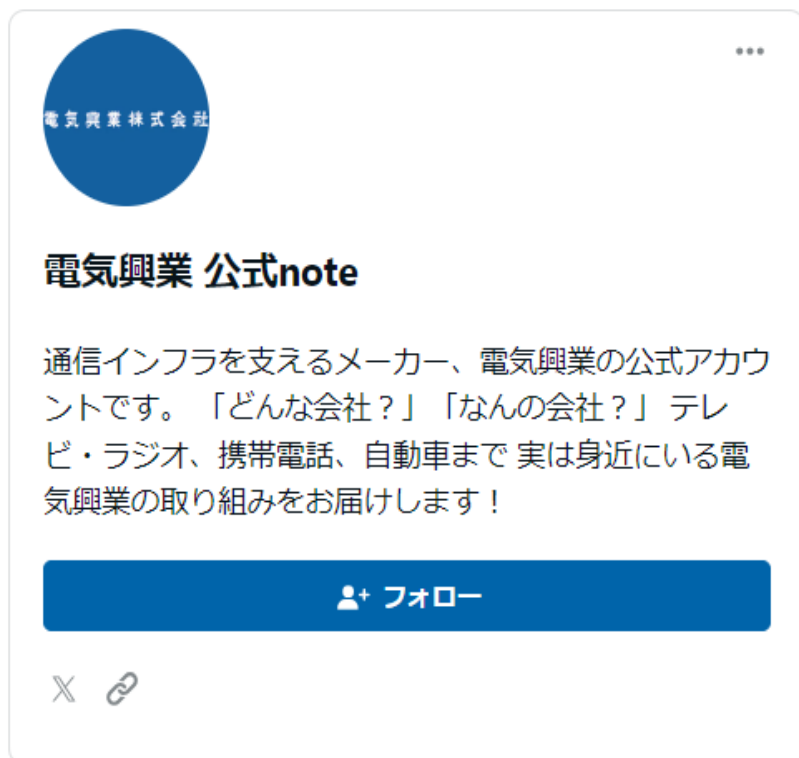 電気興業株式会社
電気興業 公式note
通信インフラを支えるメーカー、電気興業の公式アカウ
ントです。 「どんな会社？」「なんの会社？」 テレ
ビ・ラジオ、携帯電話、自動車まで 実は身近にいる電
気興業の取り組みをお届けします！
フォロー